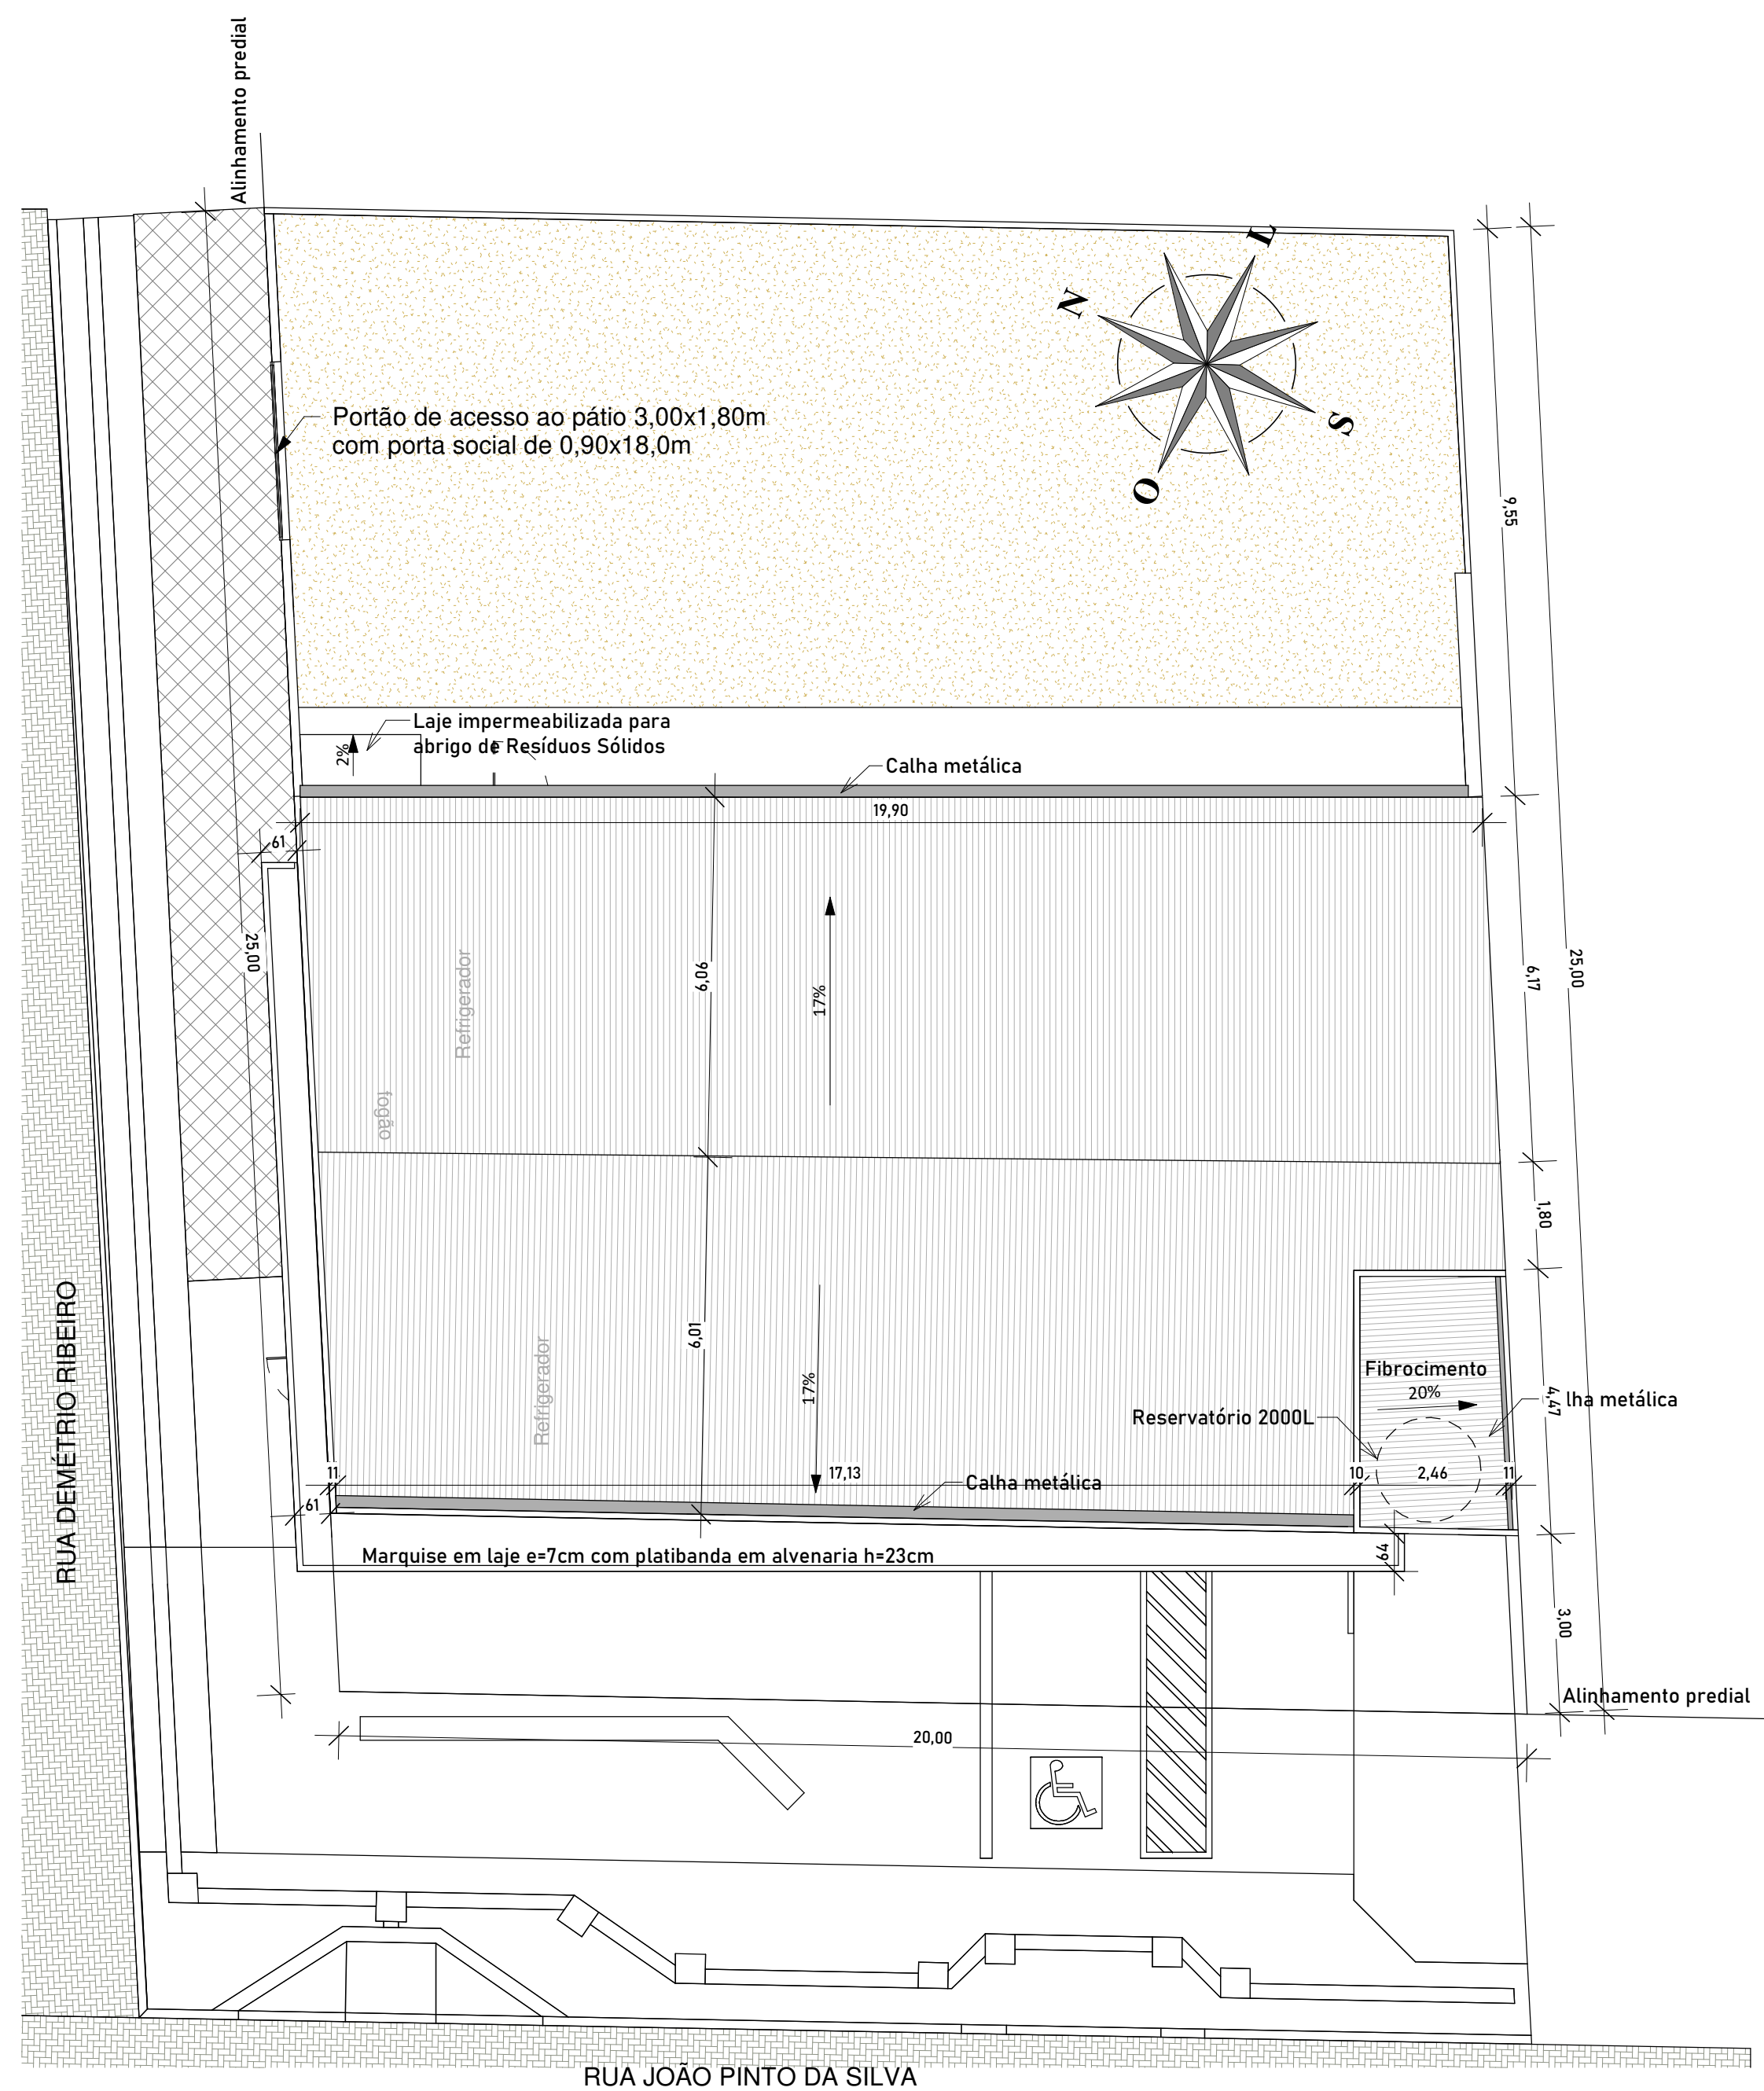 Alinhamento predial
L
N
S
O
Portão de acesso ao pátio 3,00x1,80m
com porta social de 0,90x18,0m
9,55
Laje impermeabilizada para
abrigo de Resíduos Sólidos
2%
Calha metálica
19,90
61
25,00
Refrigerador
6,06
17%
6,17
25,00
fogão
1,80
RUA DEMÉTRIO RIBEIRO
Refrigerador
6,01
17%
Fibrocimento
20%
4,47
lha metálica
Reservatório 2000L
11
17,13
10
2,46
11
Calha metálica
61
Marquise em laje e=7cm com platibanda em alvenaria h=23cm
64
3,00
Alinhamento predial
20,00
RUA JOÃO PINTO DA SILVA